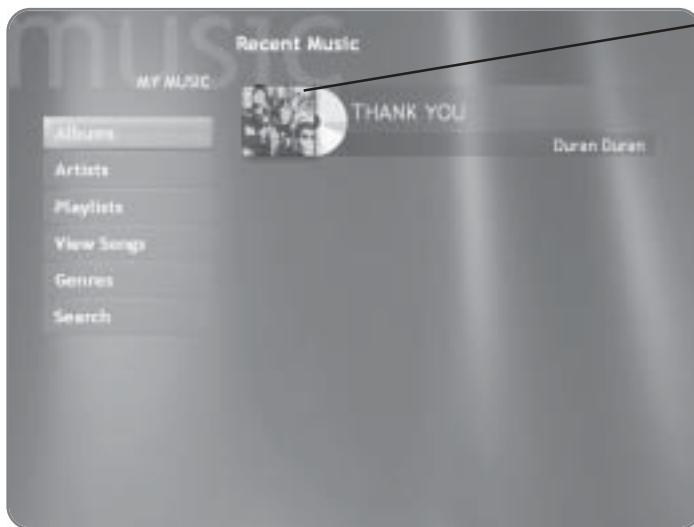 music
Recent Music
MY MUSIC
THANK YOU
Duran Duran
Albums
Artists
Playlists
View Songs
Genres
Search